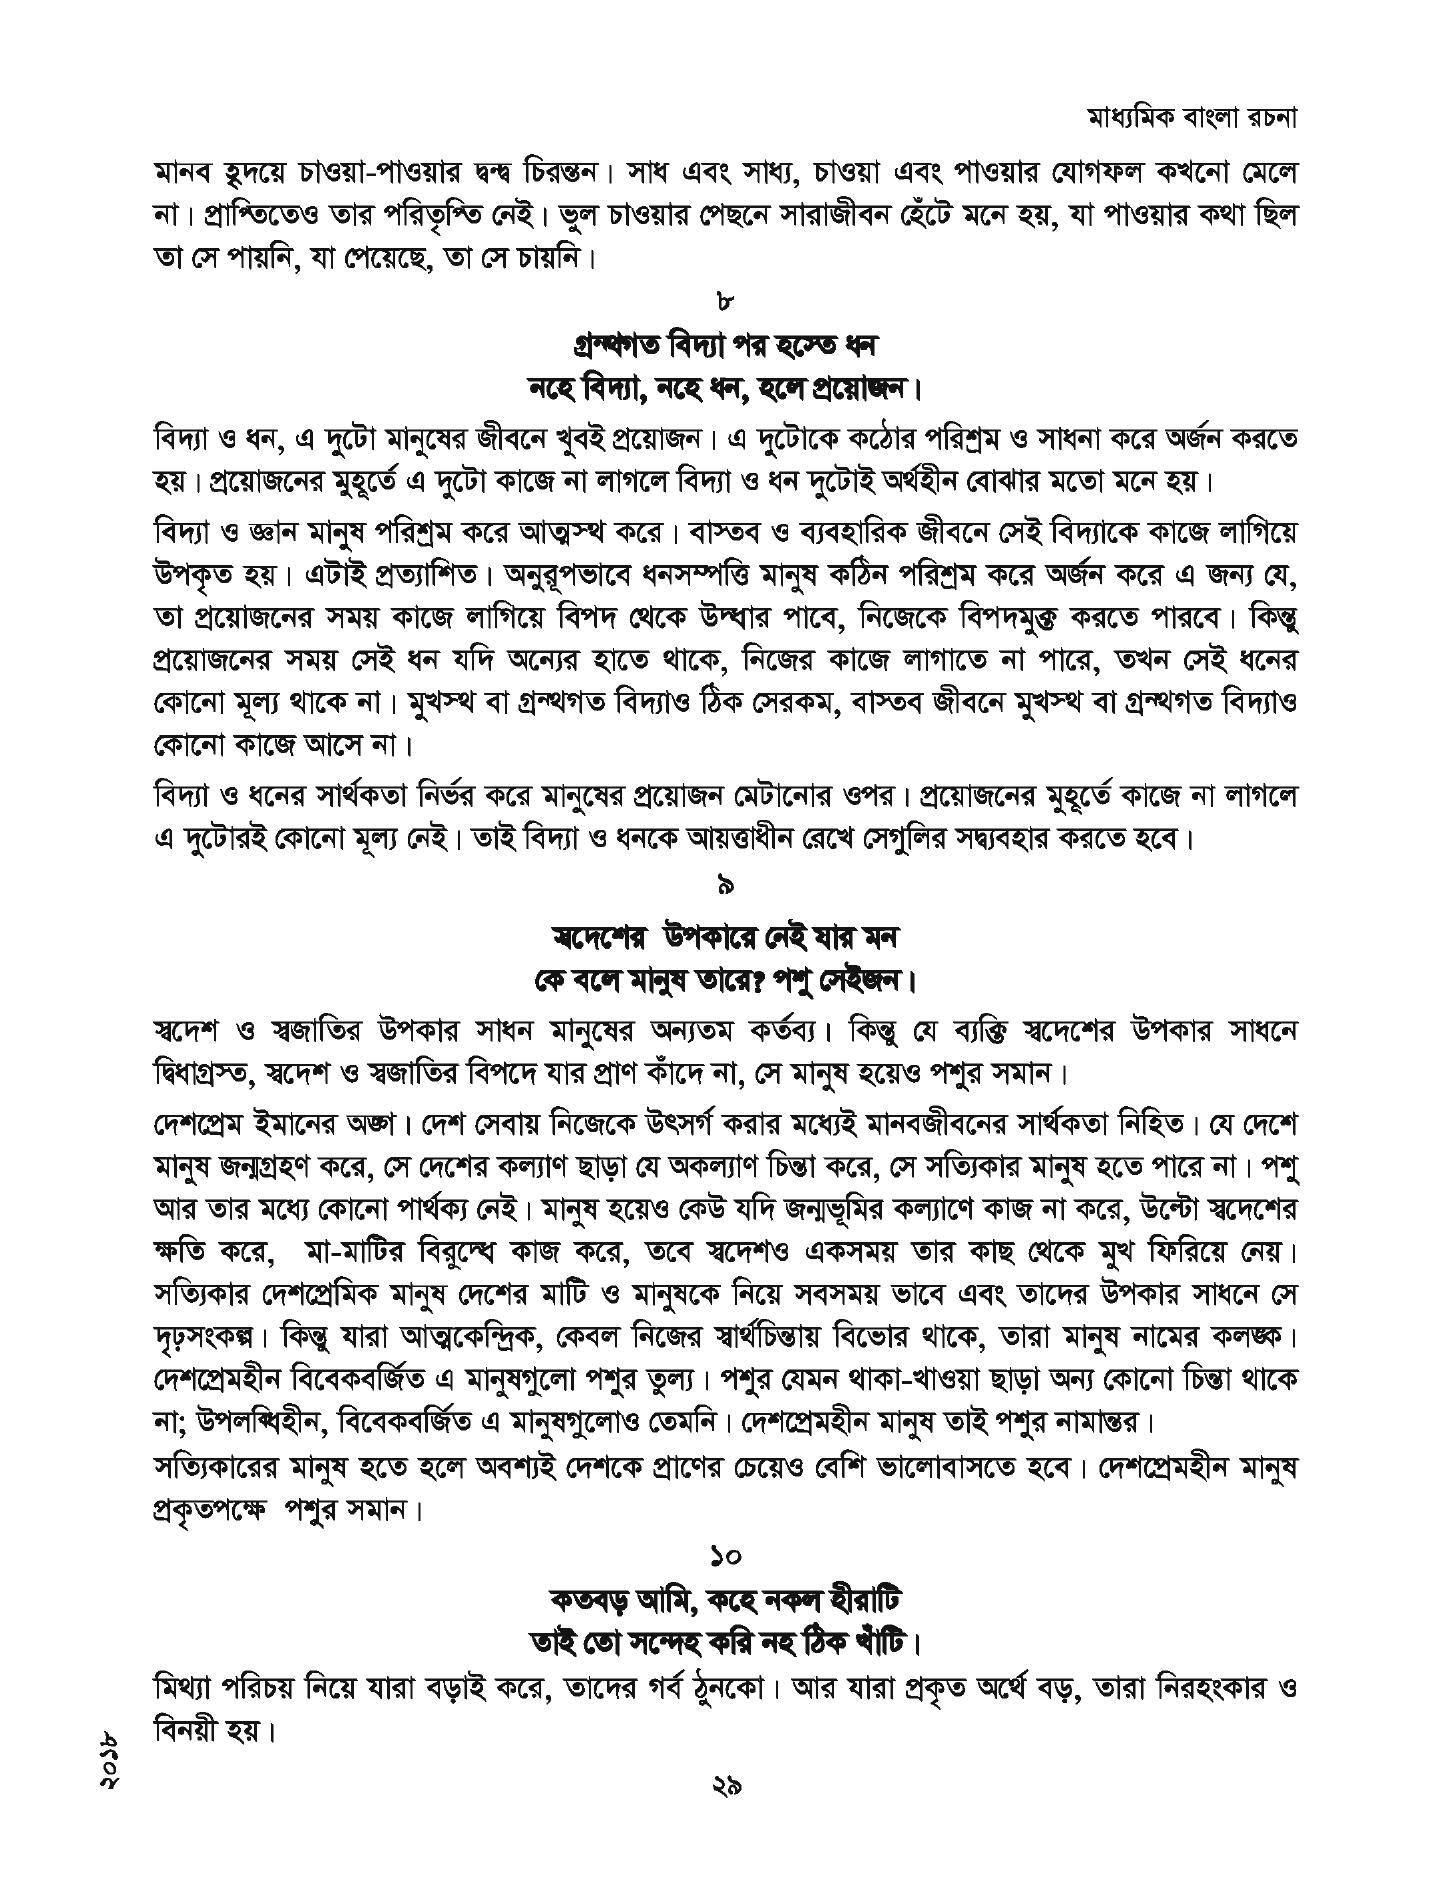 মাধ্যমিক বাংলা রচনা
মানব হৃদয়ে চাওয়া-পাওয়ার দ্বন্দ্ব চিরন্তন। সাধ এবং সাধ্য, চাওয়া এবং পাওয়ার যোগফল কখনো মেলে
না। প্রাপ্তিতেও তার পরিতৃপ্তি নেই। ভুল চাওয়ার পেছনে সারাজীবন হেঁটে মনে হয়, যা পাওয়ার কথা ছিল
তা সে পায়নি, যা পেয়েছে, তা সে চায়নি।
৮
গ্রন্থগত বিদ্যা পর হস্তে ধন
নহে বিদ্যা, নহে ধন, হলে প্রয়োজন।
বিদ্যা ও ধন, এ দুটো মানুষের জীবনে খুবই প্রয়োজন। এ দুটোকে কঠোর পরিশ্রম ও সাধনা করে অর্জন করতে
হয়। প্রয়োজনের মুহূর্তে এ দুটো কাজে না লাগলে বিদ্যা ও ধন দুটোই অর্থহীন বোঝার মতো মনে হয়।
বিদ্যা ও জ্ঞান মানুষ পরিশ্রম করে আত্মস্থ করে। বাস্তব ও ব্যবহারিক জীবনে সেই বিদ্যাকে কাজে লাগিয়ে
উপকৃত হয়। এটাই প্রত্যাশিত। অনুরূপভাবে ধনসম্পত্তি মানুষ কঠিন পরিশ্রম করে অর্জন করে এ জন্য যে,
তা প্রয়োজনের সময় কাজে লাগিয়ে বিপদ থেকে উদ্ধার পাবে, নিজেকে বিপদমুক্ত করতে পারবে। কিন্তু
প্রয়োজনের সময় সেই ধন যদি অন্যের হাতে থাকে, নিজের কাজে লাগাতে না পারে, তখন সেই ধনের
কোনো মূল্য থাকে না। মুখস্থ বা গ্রন্থগত বিদ্যাও ঠিক সেরকম, বাস্তব জীবনে মুখস্থ বা গ্রন্থগত বিদ্যাও
কোনো কাজে আসে না।
বিদ্যা ও ধনের সার্থকতা নির্ভর করে মানুষের প্রয়োজন মেটানোর ওপর। প্রয়োজনের মুহূর্তে কাজে না লাগলে
এ দুটোরই কোনো মূল্য নেই। তাই বিদ্যা ও ধনকে আয়ত্তাধীন রেখে সেগুলির সদ্ব্যবহার করতে হবে।
৯
স্বদেশের উপকারে নেই যার মন
কে বলে মানুষ তারে? পশু সেইজন।
স্বদেশ ও স্বজাতির উপকার সাধন মানুষের অন্যতম কর্তব্য। কিন্তু যে ব্যক্তি স্বদেশের উপকার সাধনে
দ্বিধাগ্রস্ত, স্বদেশ ও স্বজাতির বিপদে যার প্রাণ কাঁদে না, সে মানুষ হয়েও পশুর সমান।
দেশপ্রেম ইমানের অঙ্গ। দেশ সেবায় নিজেকে উৎসর্গ করার মধ্যেই মানবজীবনের সার্থকতা নিহিত। যে দেশে
মানুষ জন্মগ্রহণ করে, সে দেশের কল্যাণ ছাড়া যে অকল্যাণ চিন্তা করে, সে সত্যিকার মানুষ হতে পারে না। পশু
আর তার মধ্যে কোনো পার্থক্য নেই। মানুষ হয়েও কেউ যদি জন্মভূমির কল্যাণে কাজ না করে, উল্টো স্বদেশের
ক্ষতি করে, মা-মাটির বিরুদ্ধে কাজ করে, তবে স্বদেশও একসময় তার কাছ থেকে মুখ ফিরিয়ে নেয়।
সত্যিকার দেশপ্রেমিক মানুষ দেশের মাটি ও মানুষকে নিয়ে সবসময় ভাবে এবং তাদের উপকার সাধনে সে
দৃঢ়সংকল্প। কিন্তু যারা আত্মকেন্দ্রিক, কেবল নিজের স্বার্থচিন্তায় বিভোর থাকে, তারা মানুষ নামের কলঙ্ক।
দেশপ্রেমহীন বিবেকবর্জিত এ মানুষগুলো পশুর তুল্য। পশুর যেমন থাকা-খাওয়া ছাড়া অন্য কোনো চিন্তা থাকে
না; উপলব্ধিহীন, বিবেকবর্জিত এ মানুষগুলোও তেমনি। দেশপ্রেমহীন মানুষ তাই পশুর নামান্তর।
সত্যিকারের মানুষ হতে হলে অবশ্যই দেশকে প্রাণের চেয়েও বেশি ভালোবাসতে হবে। দেশপ্রেমহীন মানুষ
প্রকৃতপক্ষে পশুর সমান।
১০
কতবড় আমি, কহে নকল হীরাটি
তাই তো সন্দেহ করি নহ ঠিক খাঁটি।
মিথ্যা পরিচয় নিয়ে যারা বড়াই করে, তাদের গর্ব ঠুনকো। আর যারা প্রকৃত অর্থে বড়, তারা নিরহংকার ও
বিনয়ী হয়।
২০১৮
২৯